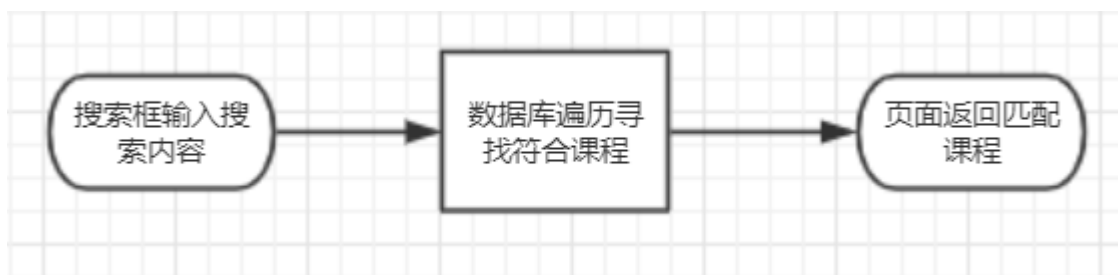 搜索框输入搜
索内容
数据库遍历寻
找符合课程
页面返回匹配
课程